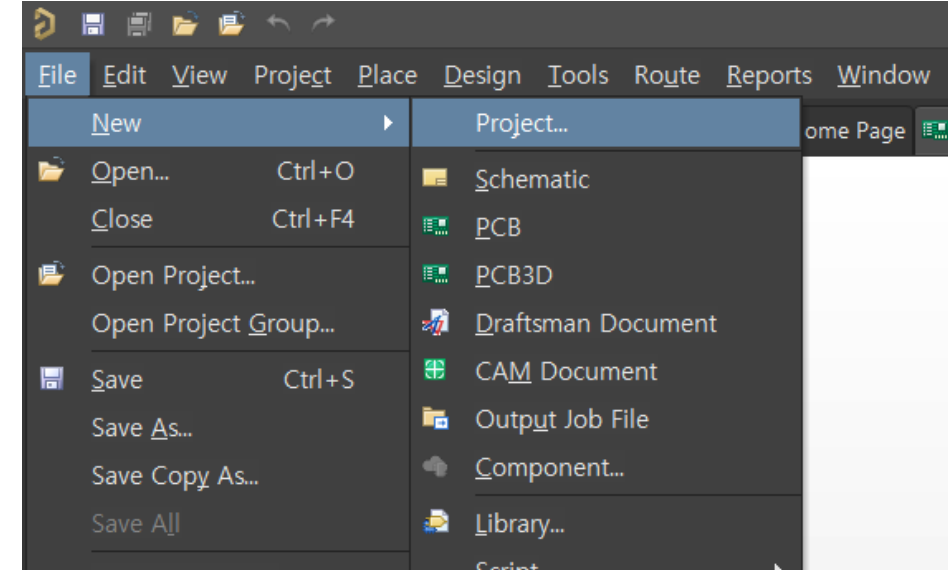 File Edit View Project Place Design Tools Route Reports Window
New
Project...
ome Page
Open... Ctrl+O
Schematic
Close Ctrl+F4
PCB
Open Project...
PCB3D
Open Project Group...
Draftsman Document
Save Ctrl+S
CAM Document
Save As...
Output Job File
Save Copy As...
Component...
Save All
Library...
Script